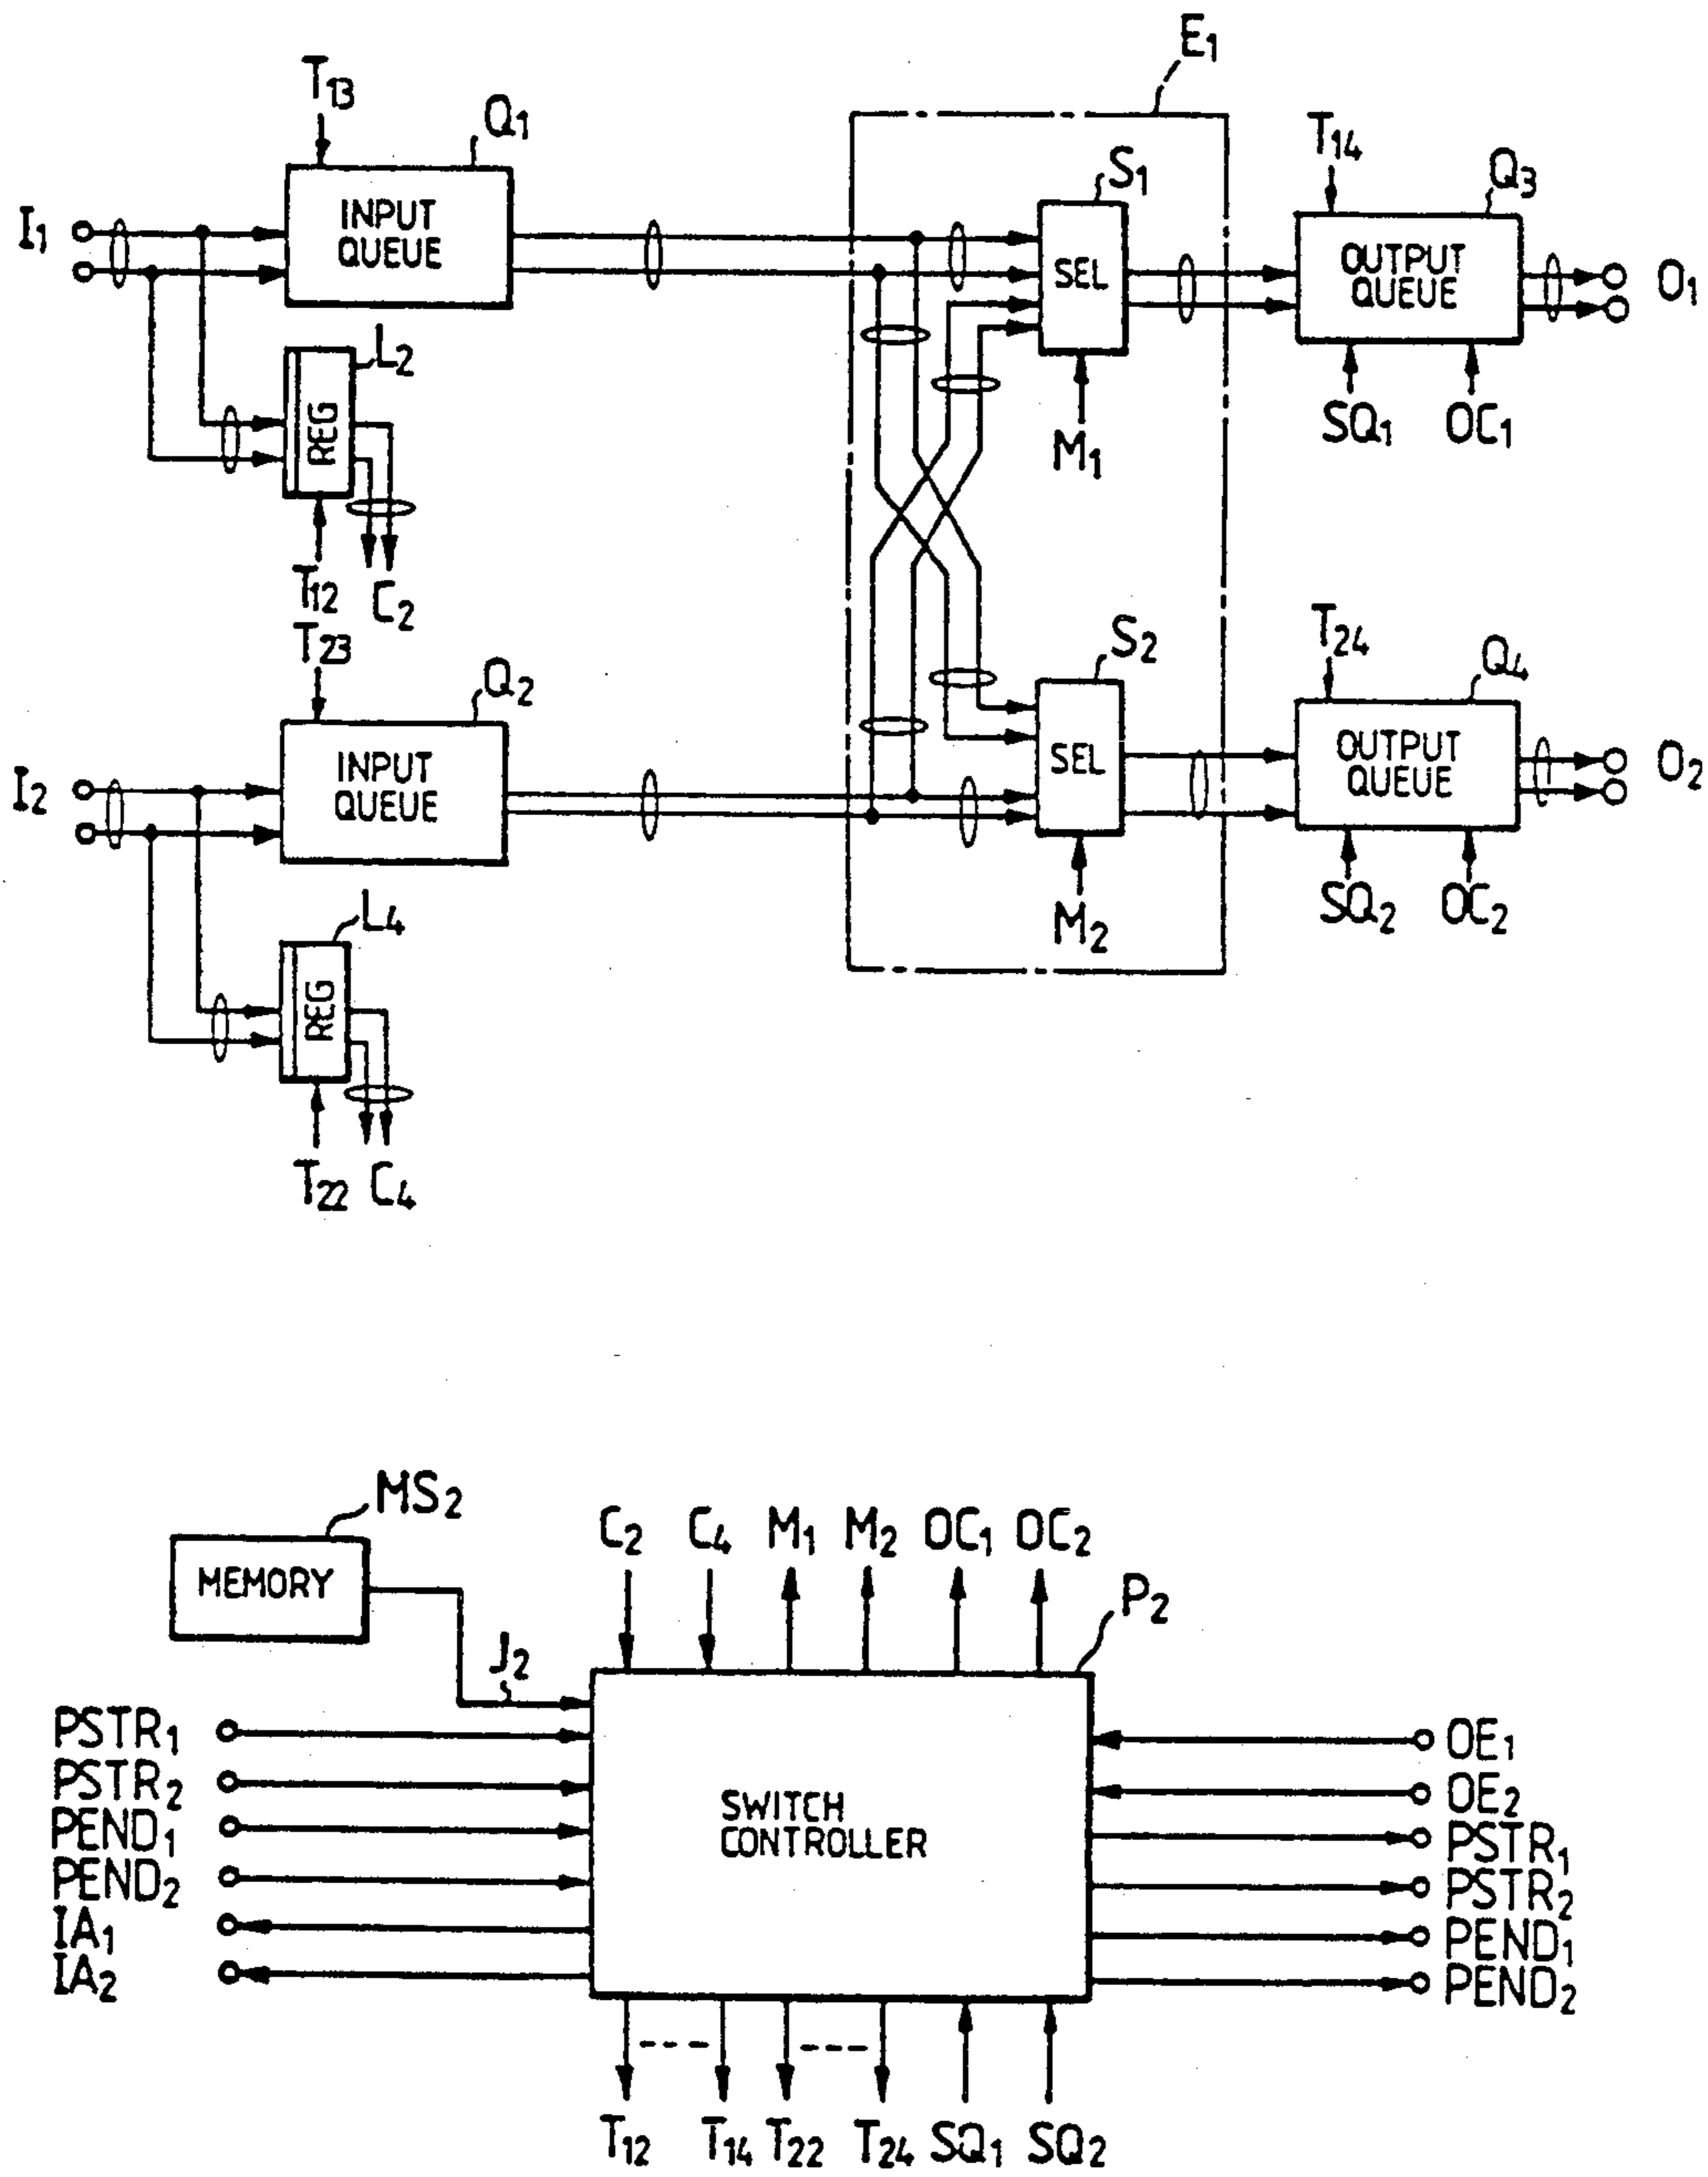 E₁
T₁₃
Q₁
I₁
INPUT
QUEUE
S₁
SEL
T₁₄
Q₃
OUTPUT
QUEUE
O₁
L₂
REG
M₁
SQ₁
OC₁
T₁₂
C₂
T₂₃
Q₂
I₂
INPUT
QUEUE
S₂
SEL
T₂₄
Q₄
OUTPUT
QUEUE
O₂
L₄
REG
M₂
SQ₂
OC₂
T₂₂
C₄
MS₂
MEMORY
J₂
C₂
C₄
M₁
M₂
OC₁
OC₂
P₂
PSTR₁
PSTR₂
PEND₁
PEND₂
IA₁
IA₂
SWITCH
CONTROLLER
OE₁
OE₂
PSTR₁
PSTR₂
PEND₁
PEND₂
T₁₂
T₁₄
T₂₂
T₂₄
SQ₁
SQ₂